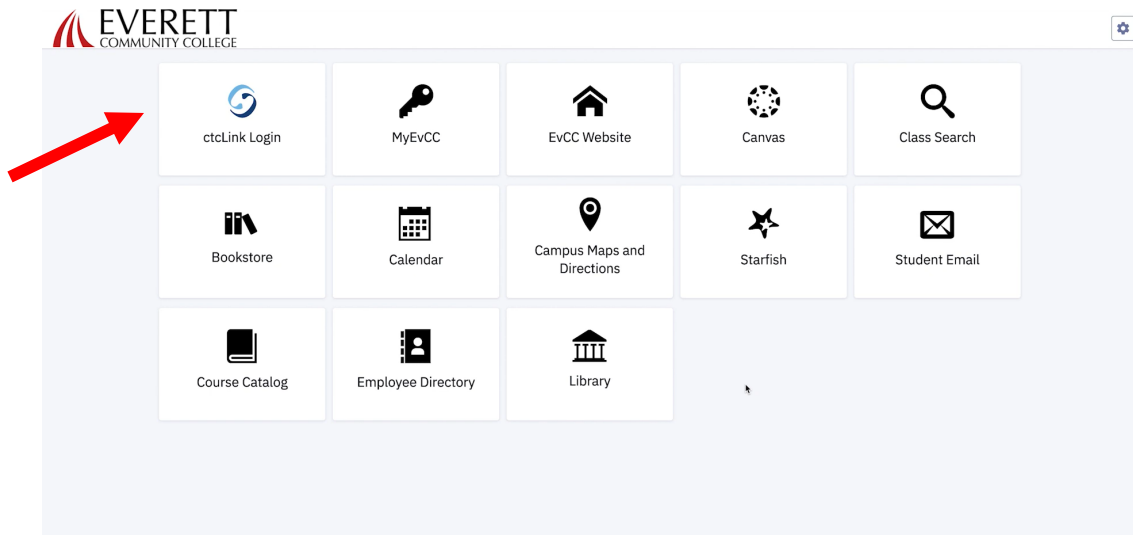 EVERETT
COMMUNITY COLLEGE
ctcLink Login
MyEvCC
EvCC Website
Canvas
Class Search
Bookstore
Calendar
Campus Maps and
Directions
Starfish
Student Email
Course Catalog
Employee Directory
Library